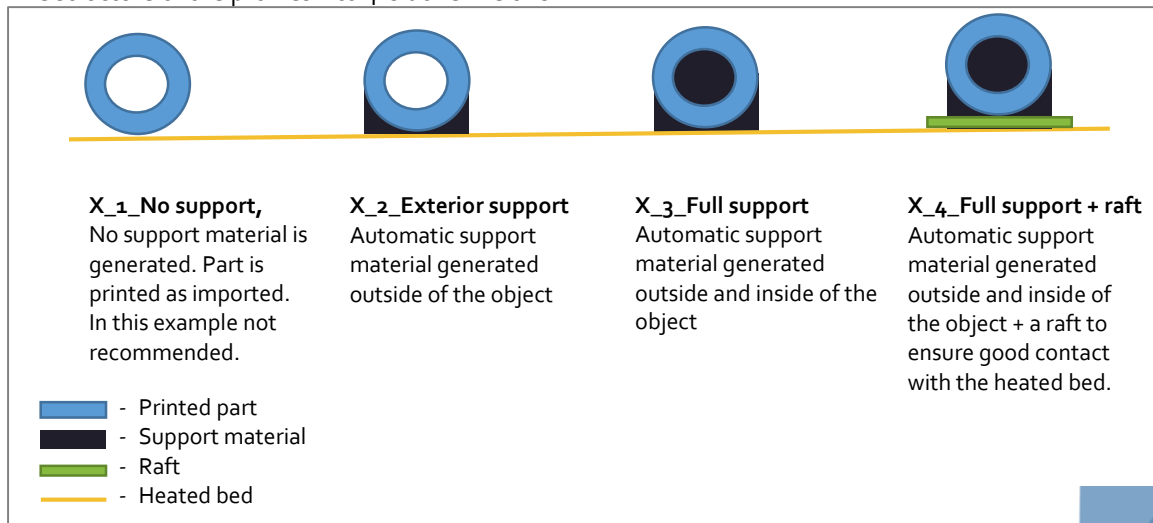 X_1_No support,
No support material is
generated. Part is
printed as imported.
In this example not
recommended.
X_2_Exterior support
Automatic support
material generated
outside of the object
X_3_Full support
Automatic support
material generated
outside and inside of the
object
X_4_Full support + raft
Automatic support
material generated
outside and inside of
the object + a raft to
ensure good contact
with the heated bed.
- Printed part
- Support material
- Raft
- Heated bed